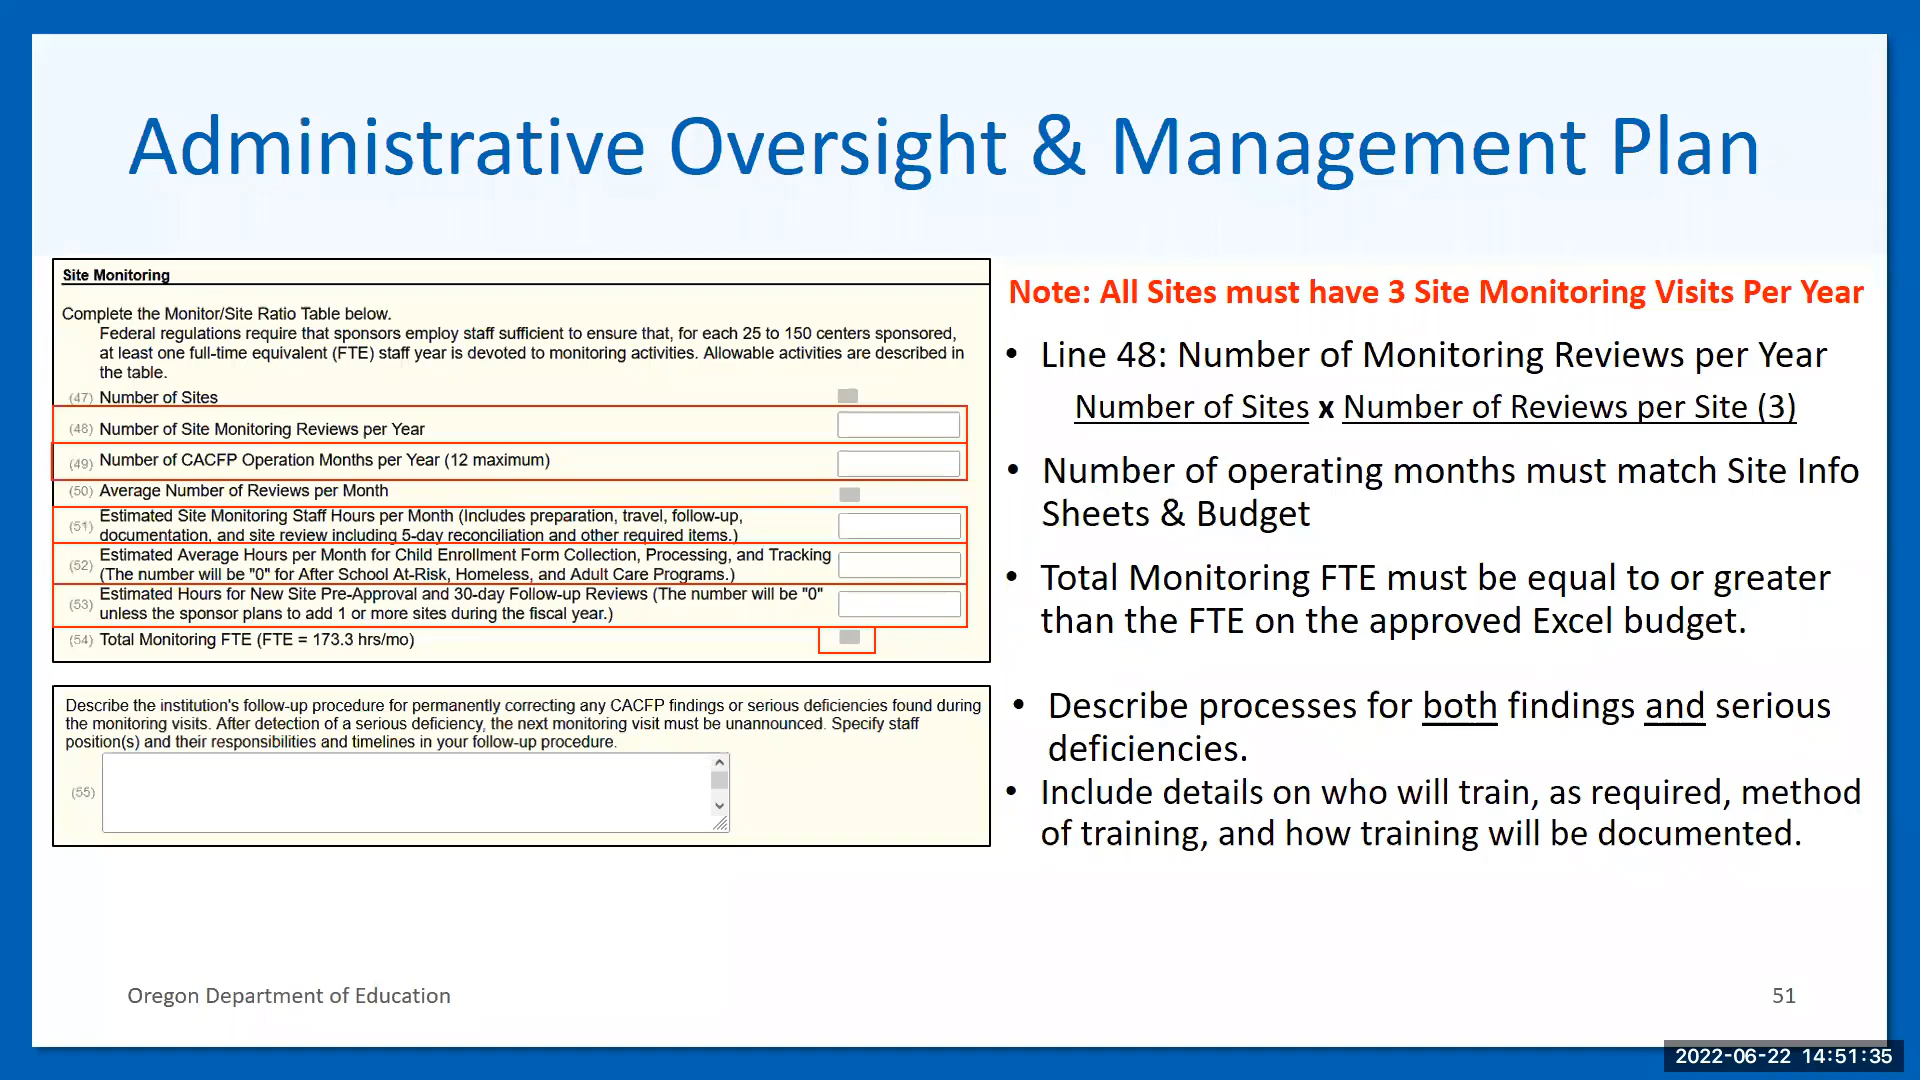 Administrative Oversight & Management Plan
Site Monitoring
Complete the Monitor/Site Ratio Table below.
Federal regulations require that sponsors employ staff sufficient to ensure that, for each 25 to 150 centers sponsored,
at least one full-time equivalent (FTE) staff year is devoted to monitoring activities. Allowable activities are described in
the table.
(47) Number of Sites
(48) Number of Site Monitoring Reviews per Year
(49) Number of CACFP Operation Months per Year (12 maximum)
(50) Average Number of Reviews per Month
(51) Estimated Site Monitoring Staff Hours per Month (Includes preparation, travel, follow-up,
documentation, and site review including 5-day reconciliation and other required items.)
(52) Estimated Average Hours per Month for Child Enrollment Form Collection, Processing, and Tracking
(The number will be "0" for After School At-Risk, Homeless, and Adult Care Programs.)
(53) Estimated Hours for New Site Pre-Approval and 30-day Follow-up Reviews (The number will be "0"
unless the sponsor plans to add 1 or more sites during the fiscal year.)
(54) Total Monitoring FTE (FTE = 173.3 hrs/mo)
Describe the institution's follow-up procedure for permanently correcting any CACFP findings or serious deficiencies found during
the monitoring visits. After detection of a serious deficiency, the next monitoring visit must be unannounced. Specify staff
position(s) and their responsibilities and timelines in your follow-up procedure.
(55)
Note: All Sites must have 3 Site Monitoring Visits Per Year
• Line 48: Number of Monitoring Reviews per Year
Number of Sites x Number of Reviews per Site (3)
• Number of operating months must match Site Info
Sheets & Budget
• Total Monitoring FTE must be equal to or greater
than the FTE on the approved Excel budget.
• Describe processes for both findings and serious
deficiencies.
• Include details on who will train, as required, method
of training, and how training will be documented.
Oregon Department of Education
51
2022-06-22 14:51:35